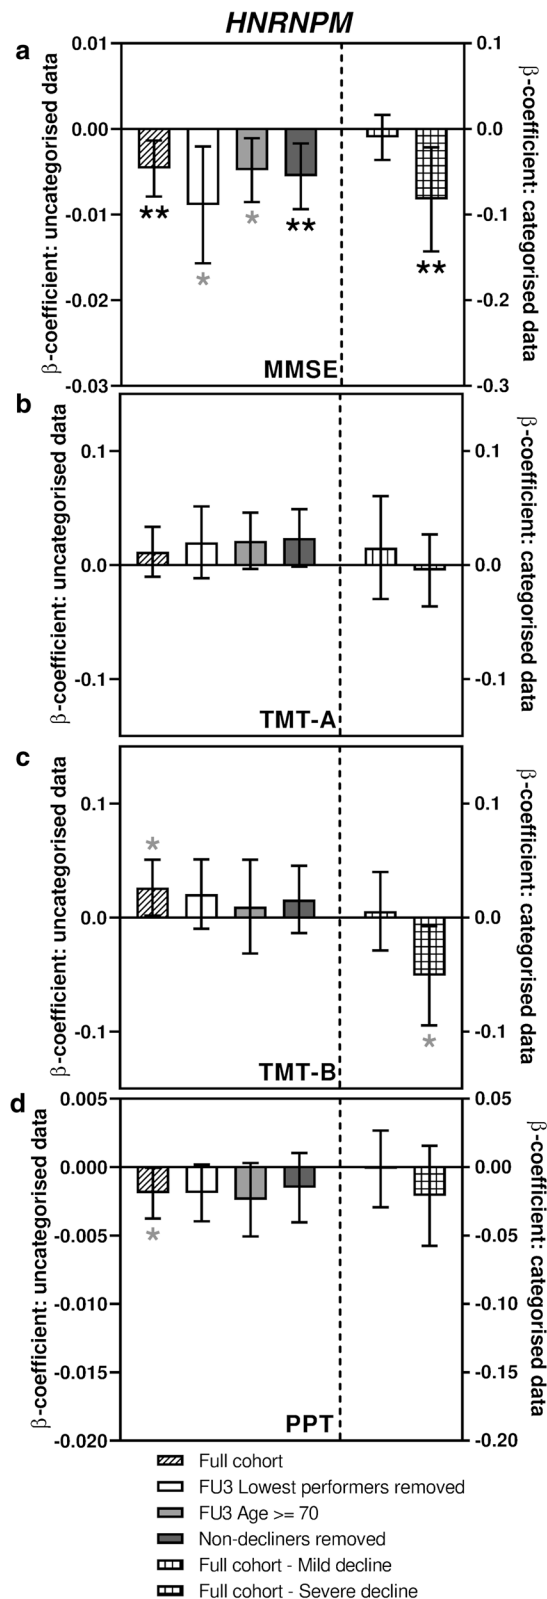 HNRNPM
a
β-coefficient: uncategorised data
0.01
0.00
-0.01
-0.02
-0.03
**
*
*
**
**
MMSE
0.1
0.0
-0.1
-0.2
-0.3
β-coefficient: categorised data
b
β-coefficient: uncategorised data
0.1
0.0
-0.1
TMT-A
0.1
0.0
-0.1
β-coefficient: categorised data
c
β-coefficient: uncategorised data
0.1
0.0
-0.1
*
*
TMT-B
0.1
0.0
-0.1
β-coefficient: categorised data
d
β-coefficient: uncategorised data
0.005
0.000
-0.005
-0.010
-0.015
-0.020
*
PPT
0.05
0.00
-0.05
-0.10
-0.15
-0.20
β-coefficient: categorised data
Full cohort
FU3 Lowest performers removed
FU3 Age >= 70
Non-decliners removed
Full cohort - Mild decline
Full cohort - Severe decline